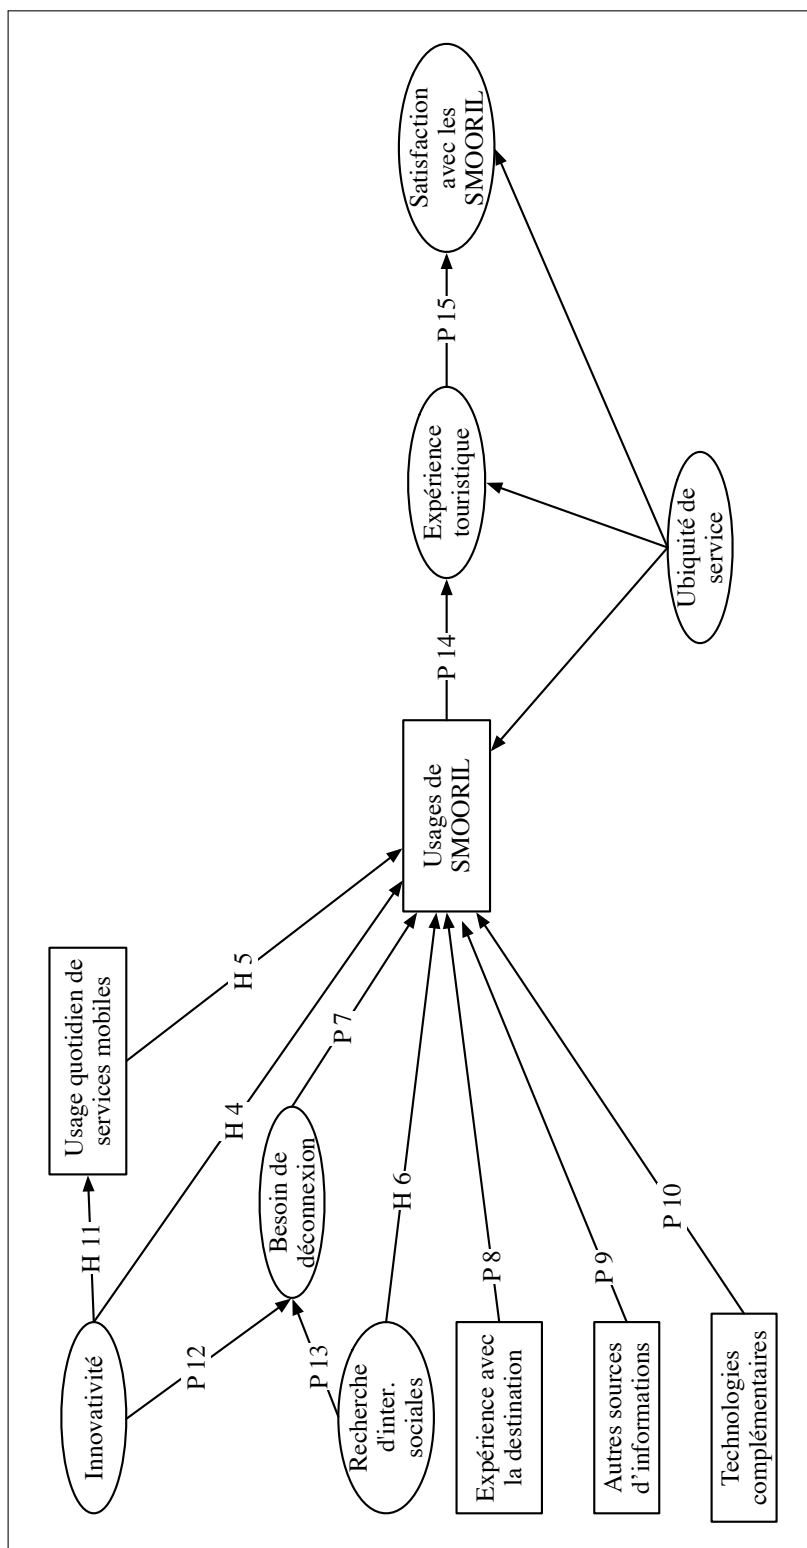 Innovativité
H 11
Usage quotidien de
services mobiles
H 5
H 4
P 12
Besoin de
déconnexion
P 7
P 13
Recherche
d'inter.
sociales
H 6
Expérience avec
la destination
P 8
Autres sources
d’informations
P 9
Technologies
complémentaires
P 10
Usages de
SMOORIL
P 14
Expérience
touristique
P 15
Satisfaction
avec les
SMOORIL
Ubiquité de
service